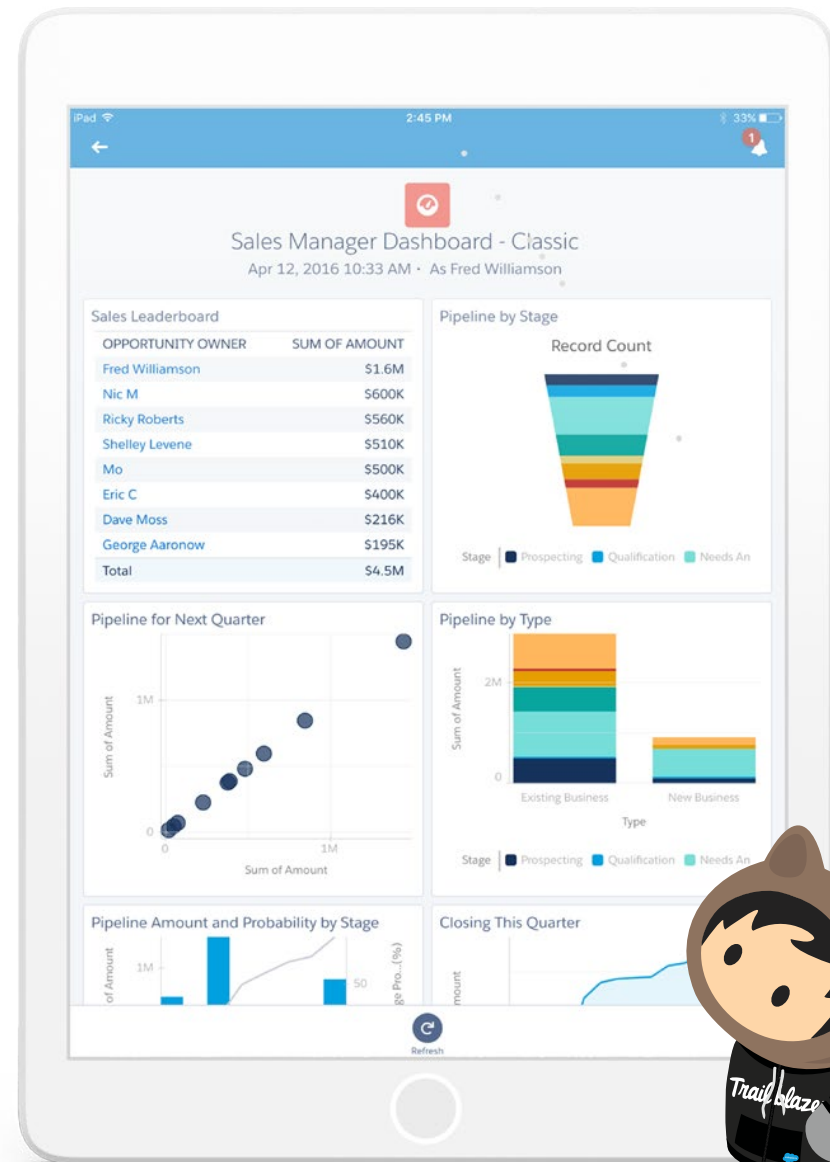 iPad 2:45 PM 33%
1
Sales Manager Dashboard - Classic
Apr 12, 2016 10:33 AM · As Fred Williamson
Sales Leaderboard
OPPORTUNITY OWNER SUM OF AMOUNT
Fred Williamson $1.6M
Nic M $600K
Ricky Roberts $560K
Shelley Levene $510K
Mo $500K
Eric C $400K
Dave Moss $216K
George Aaronow $195K
Total $4.5M
Pipeline by Stage
Record Count
Stage Prospecting Qualification Needs An
Pipeline for Next Quarter
Sum of Amount
1M
0
0 1M
Sum of Amount
Pipeline by Type
Sum of Amount
2M
0
Existing Business New Business
Type
Stage Prospecting Qualification Needs An
Pipeline Amount and Probability by Stage
of Amount
1M
50
ge Pro...(%)
Closing This Quarter
mount
Refresh
Trailblaze